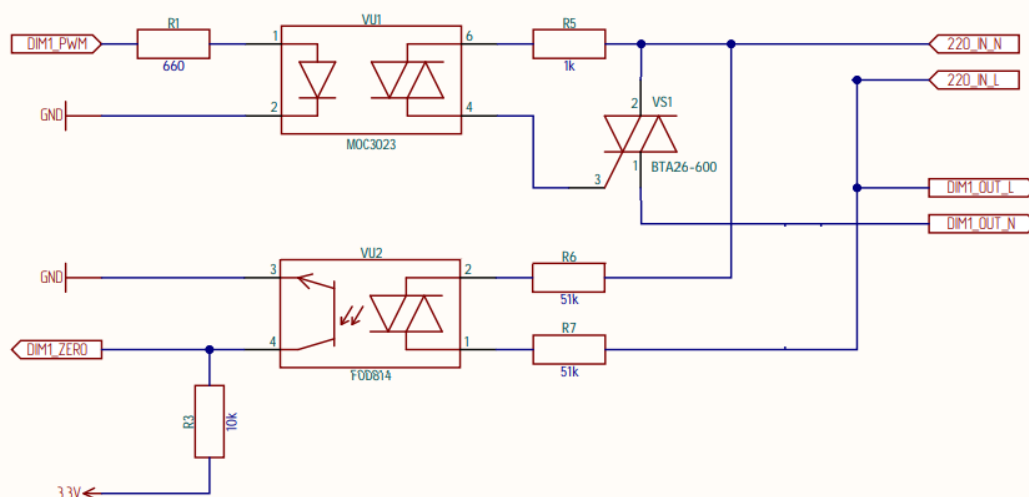 VU1
R1
R5
DIM1_PWM
1
6
220_IN_N
660
1k
220_IN_L
2
VS1
GND
2
4
MOC3023
1
BTA26-600
3
DIM1_OUT_L
DIM1_OUT_N
VU2
R6
GND
3
2
51k
R7
DIM1_ZERO
4
1
FOD814
51k
R3
10k
3.3V